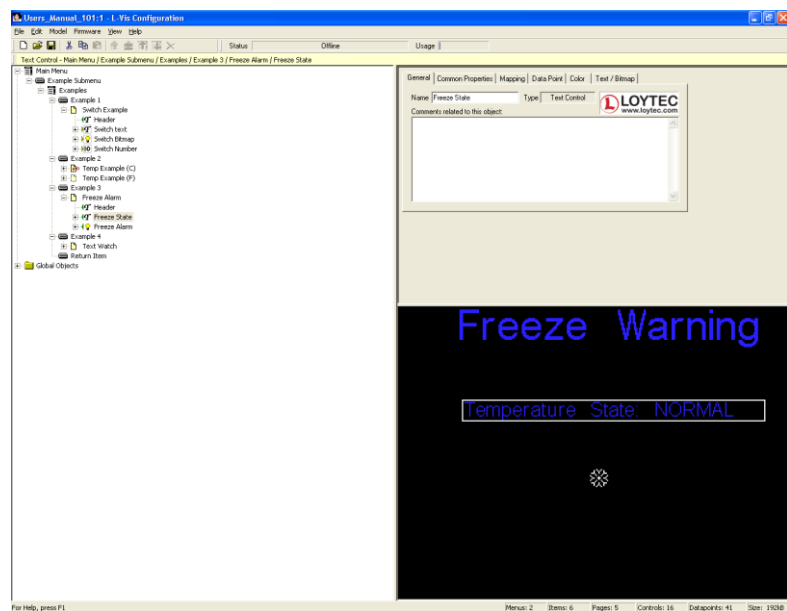 Users_Manual_101:1 - L-Vis Configuration
File Edit Model Firmware View Help
Status Offline Usage
Text Control - Main Menu / Example Submenu / Examples / Example 3 / Freeze Alarm / Freeze State
Main Menu
Example Submenu
Examples
Example 1
Switch Example
Header
Switch text
Switch Bitmap
Switch Number
Example 2
Temp Example (C)
Temp Example (F)
Example 3
Freeze Alarm
Header
Freeze State
Freeze Alarm
Example 4
Text Watch
Return Item
Global Objects
General Common Properties Mapping Data Point Color Text / Bitmap
Name Freeze State Type Text Control
LOYTEC
www.loytec.com
Comments related to this object:
Freeze Warning
Temperature State: NORMAL
For Help, press F1
Menus: 2 Items: 6 Pages: 5 Controls: 16 Datapoints: 41 Size: 192kB